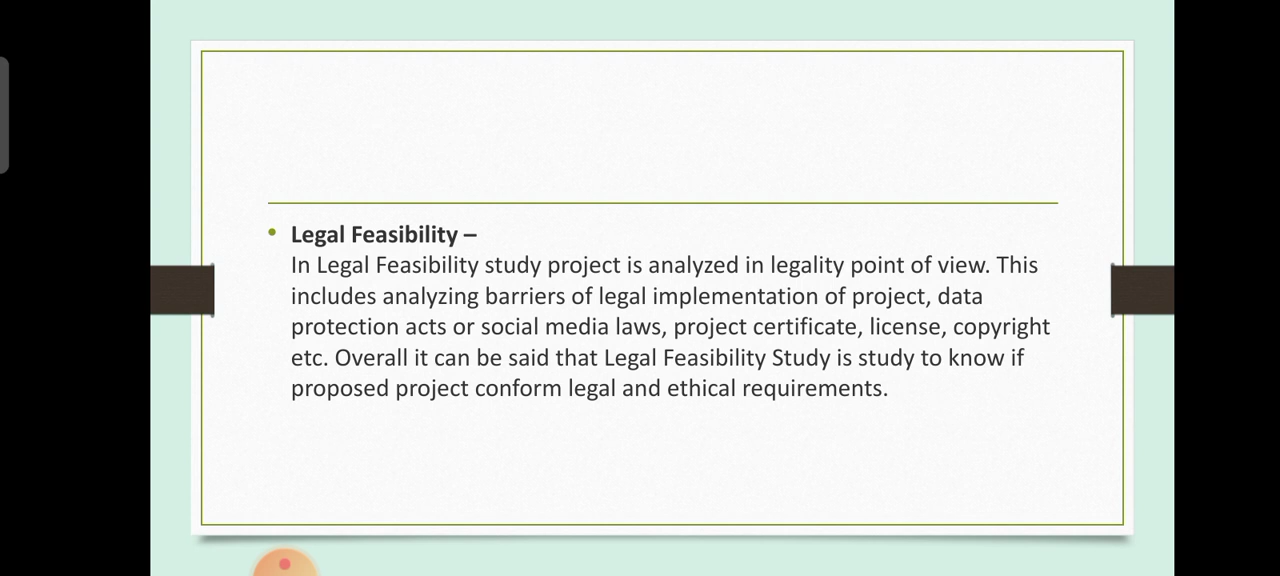 • Legal Feasibility –
In Legal Feasibility study project is analyzed in legality point of view. This
includes analyzing barriers of legal implementation of project, data
protection acts or social media laws, project certificate, license, copyright
etc. Overall it can be said that Legal Feasibility Study is study to know if
proposed project conform legal and ethical requirements.